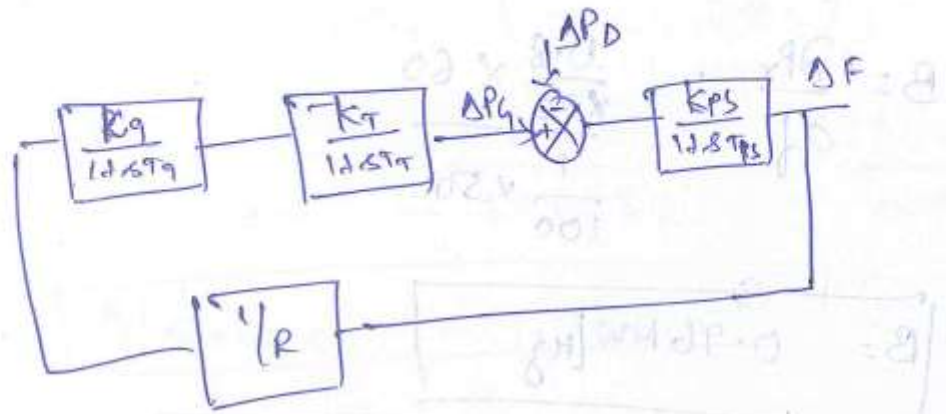 ΔPD
Kg
1+sTg
KT
1+sTT
ΔPG
+
-
KPS
1+sTPS
ΔF
1/R